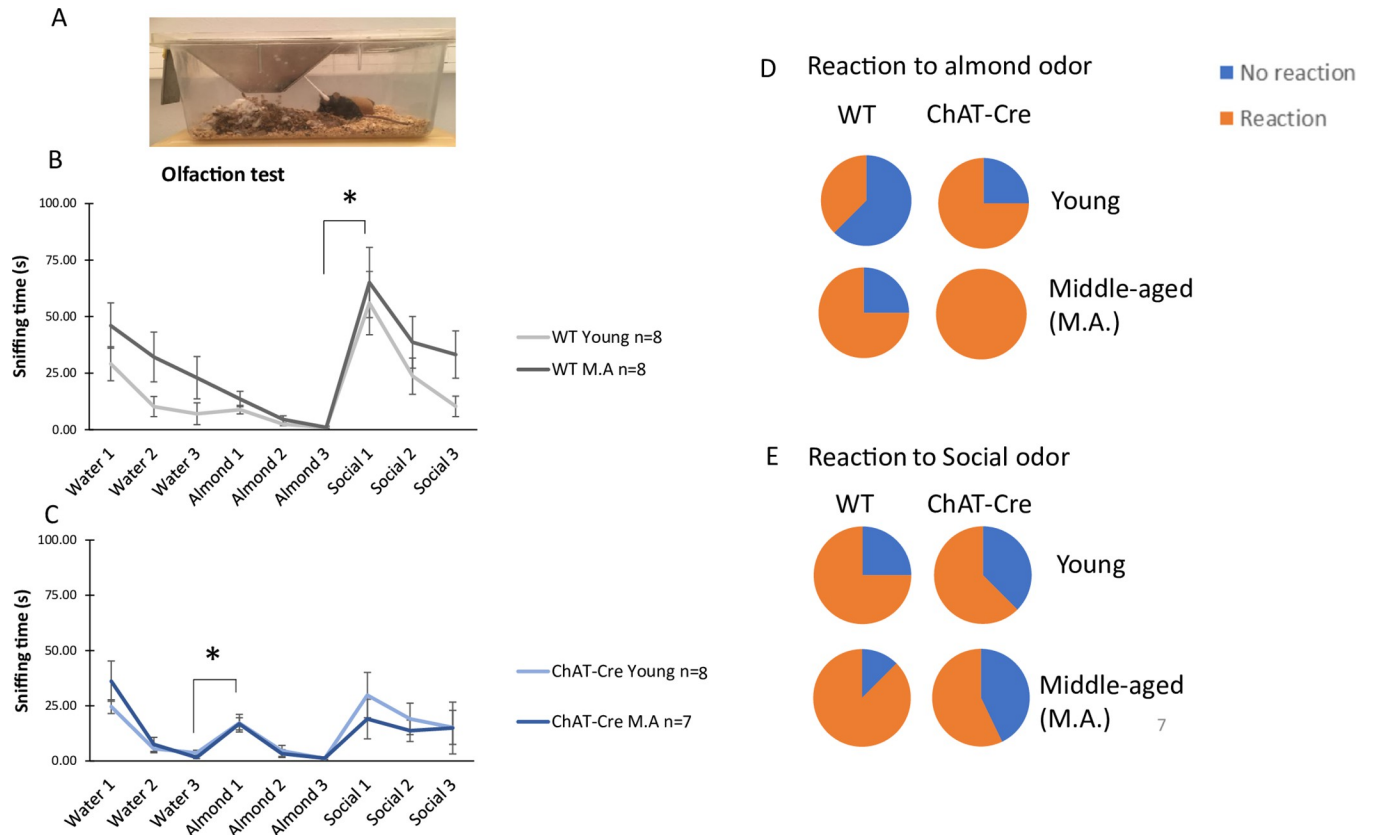 A
B
Olfaction test
*
100.00
75.00
50.00
25.00
0.00
Sniffing time (s)
Water 1
Water 2
Water 3
Almond 1
Almond 2
Almond 3
Social 1
Social 2
Social 3
WT Young n=8
WT M.A n=8
C
*
100.00
75.00
50.00
25.00
0.00
Sniffing time (s)
Water 1
Water 2
Water 3
Almond 1
Almond 2
Almond 3
Social 1
Social 2
Social 3
ChAT-Cre Young n=8
ChAT-Cre M.A n=7
D Reaction to almond odor
WT ChAT-Cre
Young
Middle-aged
(M.A.)
No reaction
Reaction
E Reaction to Social odor
WT ChAT-Cre
Young
Middle-aged
(M.A.)
7